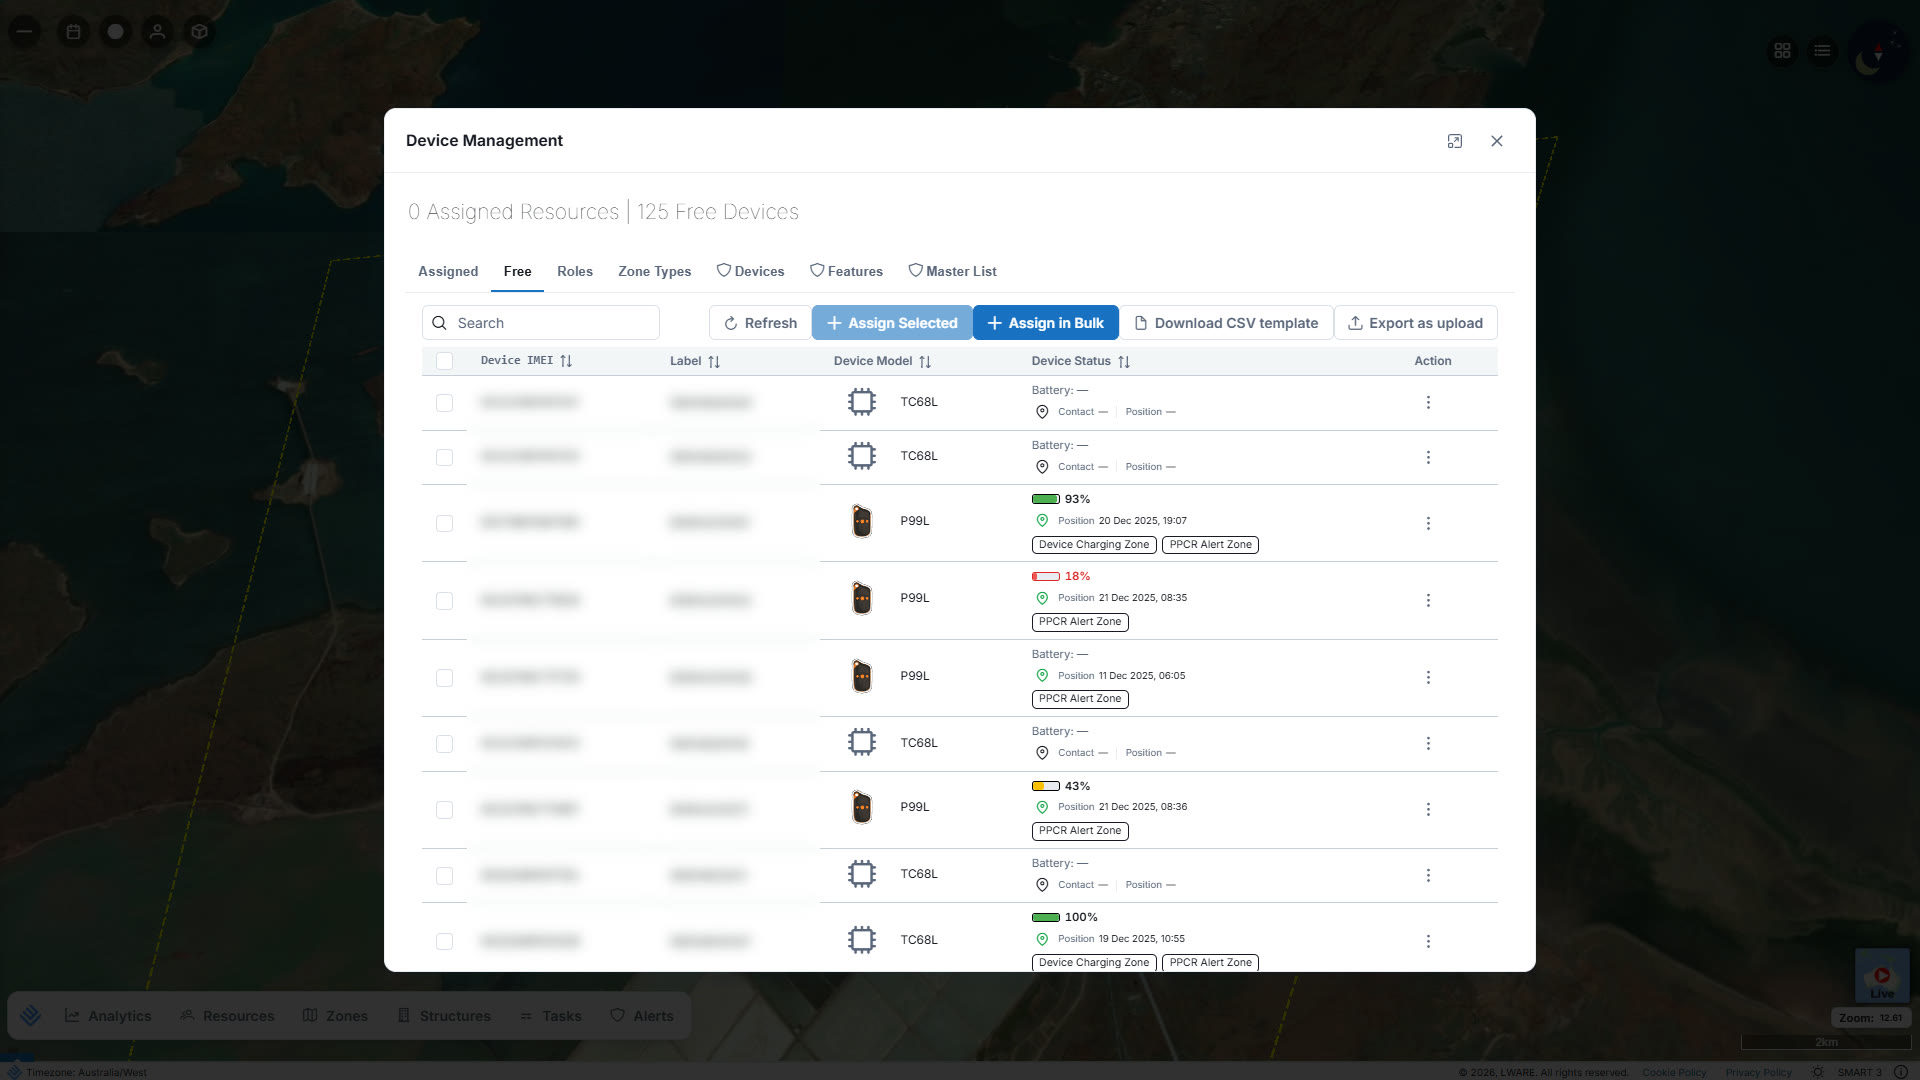 Device Management
0 Assigned Resources | 125 Free Devices
Assigned Free Roles Zone Types Devices Features Master List
Search Refresh Assign Selected Assign in Bulk Download CSV template Export as upload
Device IMEI Label Device Model Device Status Action
Battery: —
TC68L
Contact — Position —
Battery: —
TC68L
Contact — Position —
93%
P99L
Position 20 Dec 2025, 19:07
Device Charging Zone PPCR Alert Zone
18%
P99L
Position 21 Dec 2025, 08:35
PPCR Alert Zone
Battery: —
P99L
Position 11 Dec 2025, 06:05
PPCR Alert Zone
Battery: —
TC68L
Contact — Position —
43%
P99L
Position 21 Dec 2025, 08:36
PPCR Alert Zone
Battery: —
TC68L
Contact — Position —
100%
TC68L
Position 19 Dec 2025, 10:55
Device Charging Zone PPCR Alert Zone
Live
Analytics Resources Zones Structures Tasks Alerts
Zoom: 12.61
2km
Timezone: Australia/West
© 2026, LWARE. All rights reserved. Cookie Policy Privacy Policy SMART 3